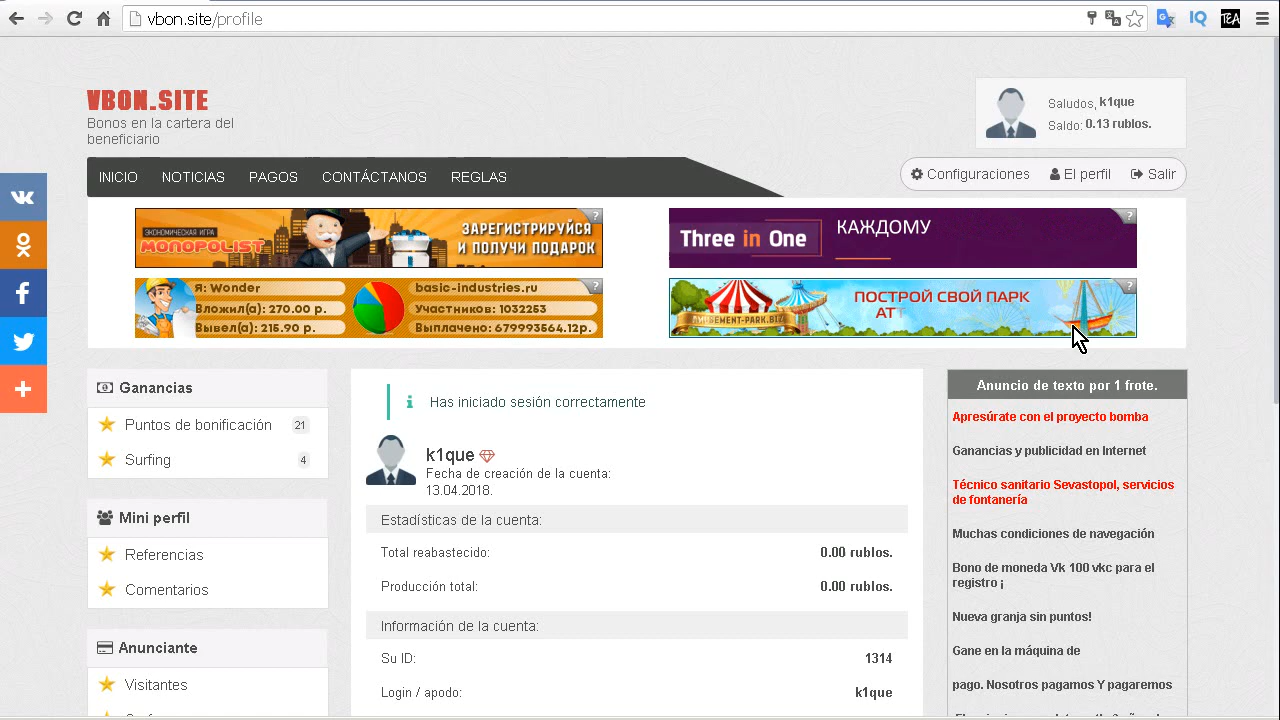 vbon.site/profile
IQ
TEA
VBON.SITE
Bonos en la cartera del
beneficiario
Saludos, k1que
Saldo: 0.13 rublos.
INICIO
NOTICIAS
PAGOS
CONTÁCTANOS
REGLAS
Configuraciones
El perfil
Salir
ЭКОНОМИЧЕСКАЯ ИГРА
MONOPOLIST
ЗАРЕГИСТРИРУЙСЯ
И ПОЛУЧИ ПОДАРОК
?
Three in One
КАЖДОМУ
?
Я: Wonder
Вложил(а): 270.00 р.
Вывел(а): 215.90 р.
basic-industries.ru
Участников: 1032253
Выплачено: 679993564.12р.
?
AMUSEMENT-PARK.BIZ
ПОСТРОЙ СВОЙ ПАРК
АТ
?
Ganancias
Puntos de bonificación 21
Surfing 4
Mini perfil
Referencias
Comentarios
Anunciante
Visitantes
Has iniciado sesión correctamente
k1que
Fecha de creación de la cuenta:
13.04.2018.
Estadísticas de la cuenta:
Total reabastecido: 0.00 rublos.
Producción total: 0.00 rublos.
Información de la cuenta:
Su ID: 1314
Login / apodo: k1que
Anuncio de texto por 1 frote.
Apresúrate con el proyecto bomba
Ganancias y publicidad en Internet
Técnico sanitario Sevastopol, servicios
de fontanería
Muchas condiciones de navegación
Bono de moneda Vk 100 vkc para el
registro ¡
Nueva granja sin puntos!
Gane en la máquina de
pago. Nosotros pagamos Y pagaremos